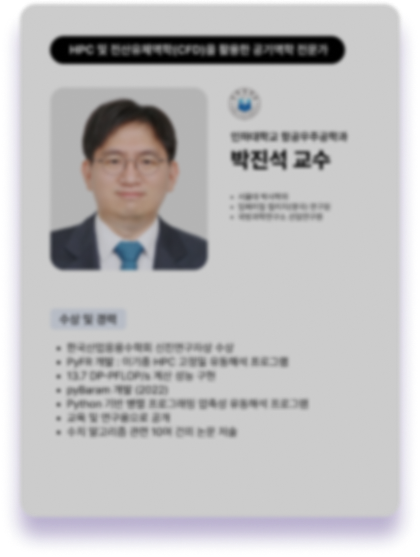 HPC 및 전산유체역학(CFD)을 활용한 공기역학 전문가
인하대학교 항공우주공학과
박진석 교수
수상 및 경력
• 한국산업응용수학회 신진연구자상 수상
• PyFR 개발 : 이기종 HPC 고정밀 유동해석 프로그램
• 13.7 DP-PFLOP/s 계산 성능 구현
• pyBaram 개발 (2022)
• Python 기반 병렬 프로그래밍 압축성 유동해석 프로그램
• 교육 및 연구용으로 공개
• 수치 알고리즘 관련 10여 건의 논문 저술